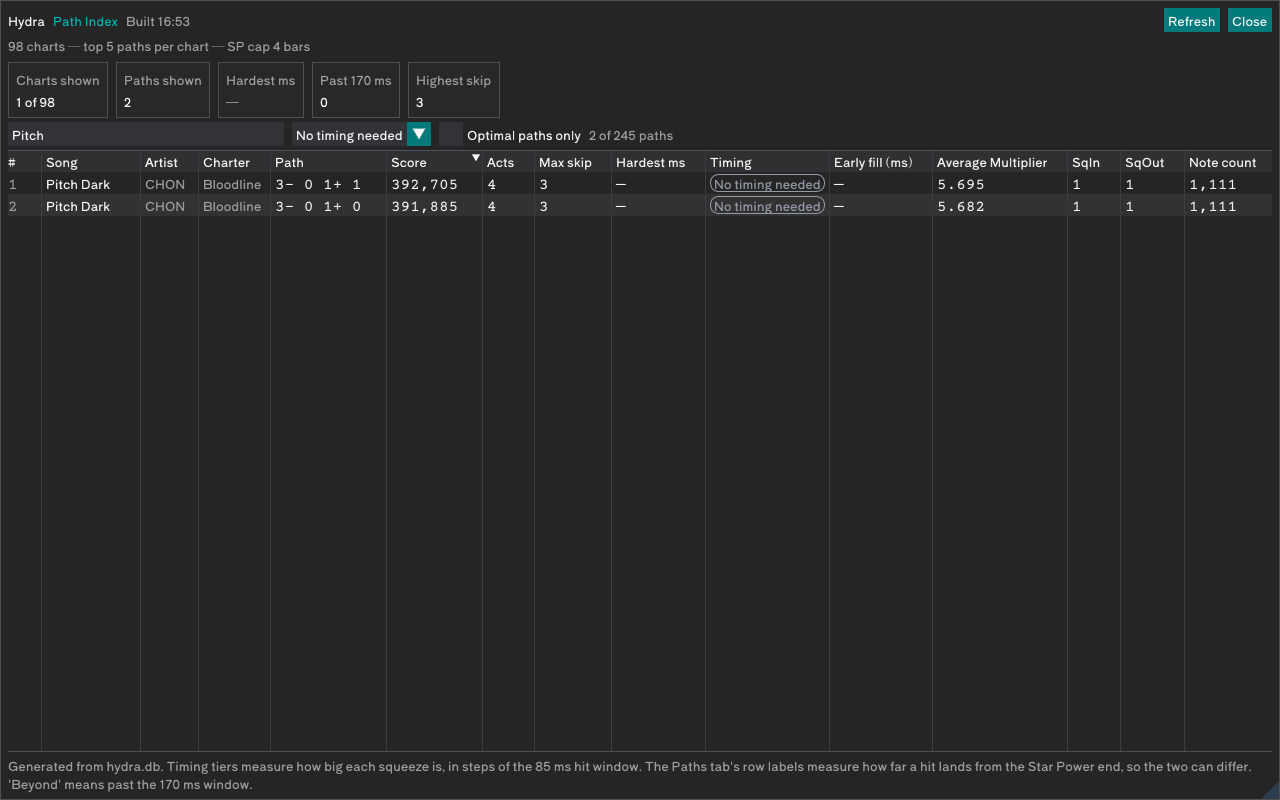 Hydra Path Index Built 16:53 Refresh Close
98 charts — top 5 paths per chart — SP cap 4 bars
Charts shown Paths shown Hardest ms Past 170 ms Highest skip
1 of 98 2 — 0 3
Pitch No timing needed ▼ Optimal paths only 2 of 245 paths
# Song Artist Charter Path Score ▼ Acts Max skip Hardest ms Timing Early fill (ms) Average Multiplier SqIn SqOut Note count
1 Pitch Dark CHON Bloodline 3– 0 1+ 1 392,705 4 3 — No timing needed — 5.695 1 1 1,111
2 Pitch Dark CHON Bloodline 3– 0 1+ 0 391,885 4 3 — No timing needed — 5.682 1 1 1,111
Generated from hydra.db. Timing tiers measure how big each squeeze is, in steps of the 85 ms hit window. The Paths tab's row labels measure how far a hit lands from the Star Power end, so the two can differ.
'Beyond' means past the 170 ms window.